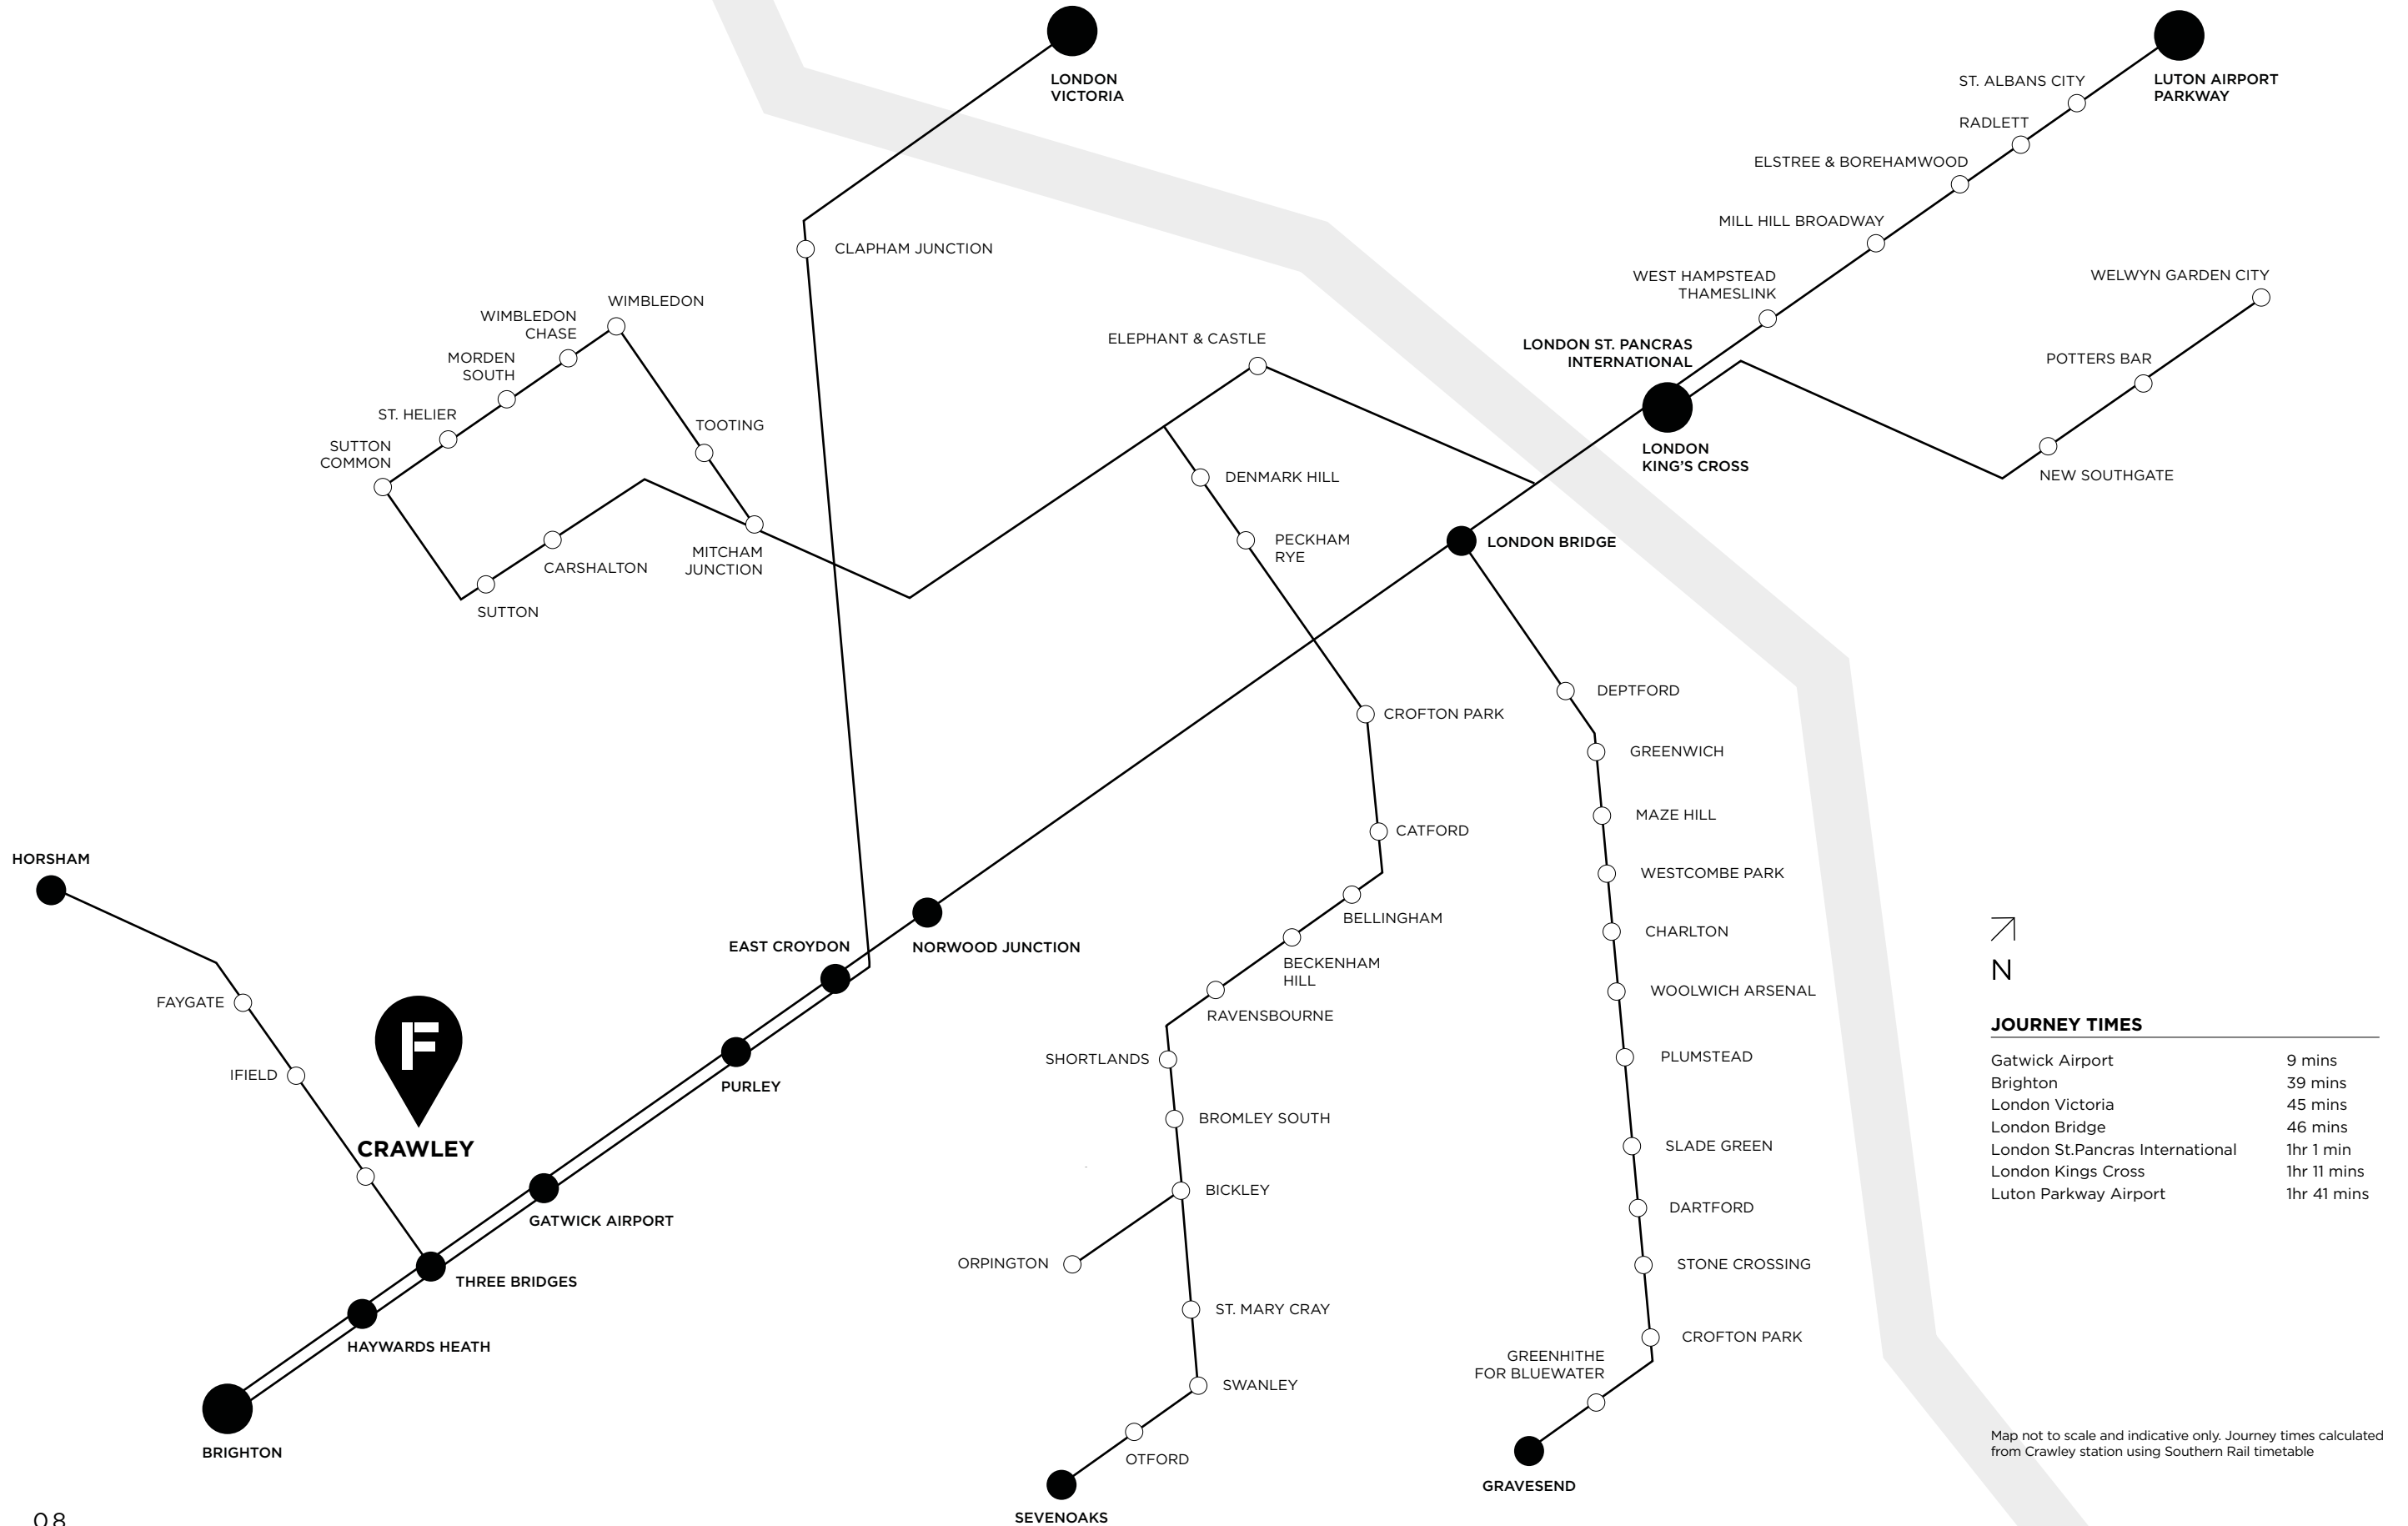 LONDON
VICTORIA
LUTON AIRPORT
PARKWAY
ST. ALBANS CITY
RADLETT
ELSTREE & BOREHAMWOOD
MILL HILL BROADWAY
CLAPHAM JUNCTION
WEST HAMPSTEAD
THAMESLINK
WELWYN GARDEN CITY
WIMBLEDON
WIMBLEDON
CHASE
ELEPHANT & CASTLE
LONDON ST. PANCRAS
INTERNATIONAL
MORDEN
SOUTH
POTTERS BAR
ST. HELIER
TOOTING
SUTTON
COMMON
LONDON
KING'S CROSS
NEW SOUTHGATE
DENMARK HILL
PECKHAM
RYE
LONDON BRIDGE
MITCHAM
JUNCTION
CARSHALTON
SUTTON
DEPTFORD
CROFTON PARK
GREENWICH
MAZE HILL
CATFORD
HORSHAM
WESTCOMBE PARK
BELLINGHAM
CHARLTON
EAST CROYDON
NORWOOD JUNCTION
BECKENHAM
HILL
N
WOOLWICH ARSENAL
FAYGATE
RAVENSBOURNE
F
SHORTLANDS
PLUMSTEAD
IFIELD
PURLEY
BROMLEY SOUTH
CRAWLEY
SLADE GREEN
BICKLEY
DARTFORD
GATWICK AIRPORT
ORPINGTON
STONE CROSSING
THREE BRIDGES
ST. MARY CRAY
CROFTON PARK
HAYWARDS HEATH
GREENHITHE
FOR BLUEWATER
SWANLEY
BRIGHTON
OTFORD
GRAVESEND
SEVENOAKS
JOURNEY TIMES
Gatwick Airport 9 mins
Brighton 39 mins
London Victoria 45 mins
London Bridge 46 mins
London St.Pancras International 1hr 1 min
London Kings Cross 1hr 11 mins
Luton Parkway Airport 1hr 41 mins
Map not to scale and indicative only. Journey times calculated
from Crawley station using Southern Rail timetable
08